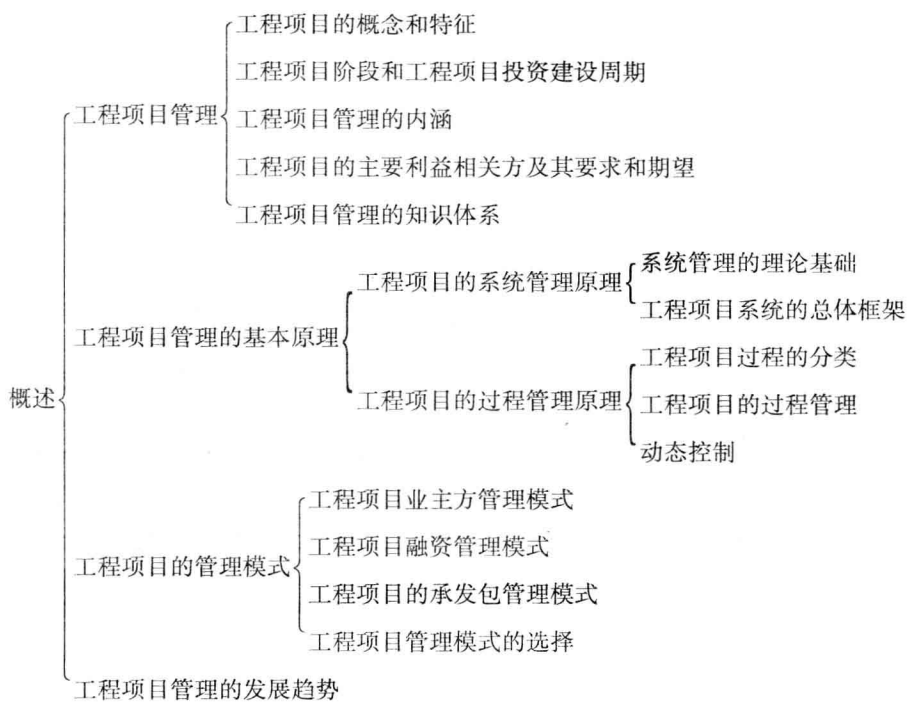 工程项目的概念和特征
工程项目阶段和工程项目投资建设周期
工程项目管理
工程项目管理的内涵
工程项目的主要利益相关方及其要求和期望
工程项目管理的知识体系
系统管理的理论基础
工程项目的系统管理原理
工程项目系统的总体框架
工程项目管理的基本原理
工程项目过程的分类
概述
工程项目的过程管理原理
工程项目的过程管理
动态控制
工程项目业主方管理模式
工程项目融资管理模式
工程项目的管理模式
工程项目的承发包管理模式
工程项目管理模式的选择
工程项目管理的发展趋势